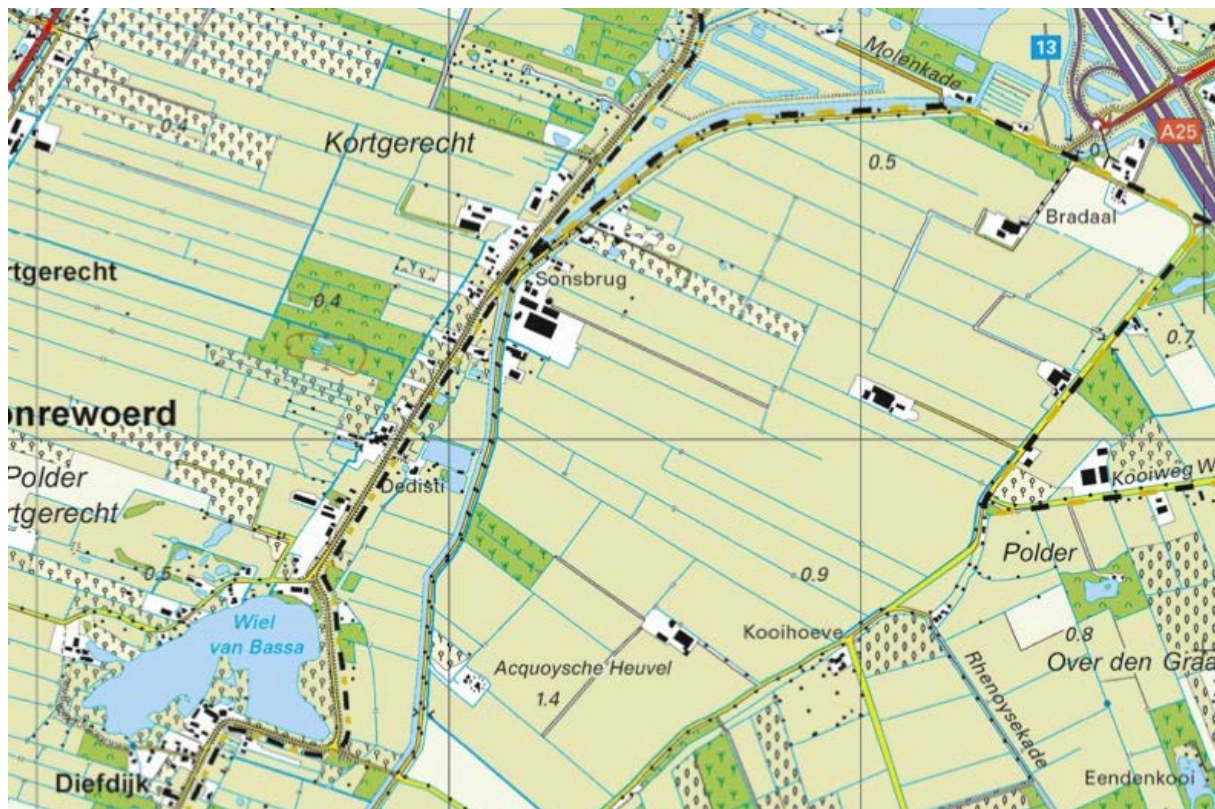 Molenkade
13
0.4
Kortgerecht
A25
0.5
Bradaal
rtgerecht
Sonsbrug
0.4
0.7
onrewoerd
Polder
rtgerecht
Dedisti
Kooiweg W
Polder
0.5
0.9
Wiel
van Bassa
Kooihoeve
0.8
Acquoysche Heuvel
Over den Graa
1.4
Rhenoysekade
Diefdijk
Eendenkooi